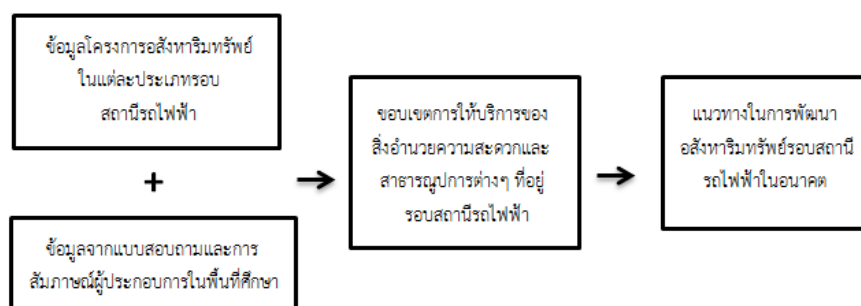 ข้อมูลโครงการอสังหาริมทรัพย์
ในแต่ละประเภทรอบ
สถานีรถไฟฟ้า
+
ข้อมูลจากแบบสอบถามและการ
สัมภาษณ์ผู้ประกอบการในพื้นที่ศึกษา
ขอบเขตการให้บริการของ
สิ่งอำนวยความสะดวกและ
สาธารณูปการต่างๆ ที่อยู่
รอบสถานีรถไฟฟ้า
แนวทางในการพัฒนา
อสังหาริมทรัพย์รอบสถานี
รถไฟฟ้าในอนาคต